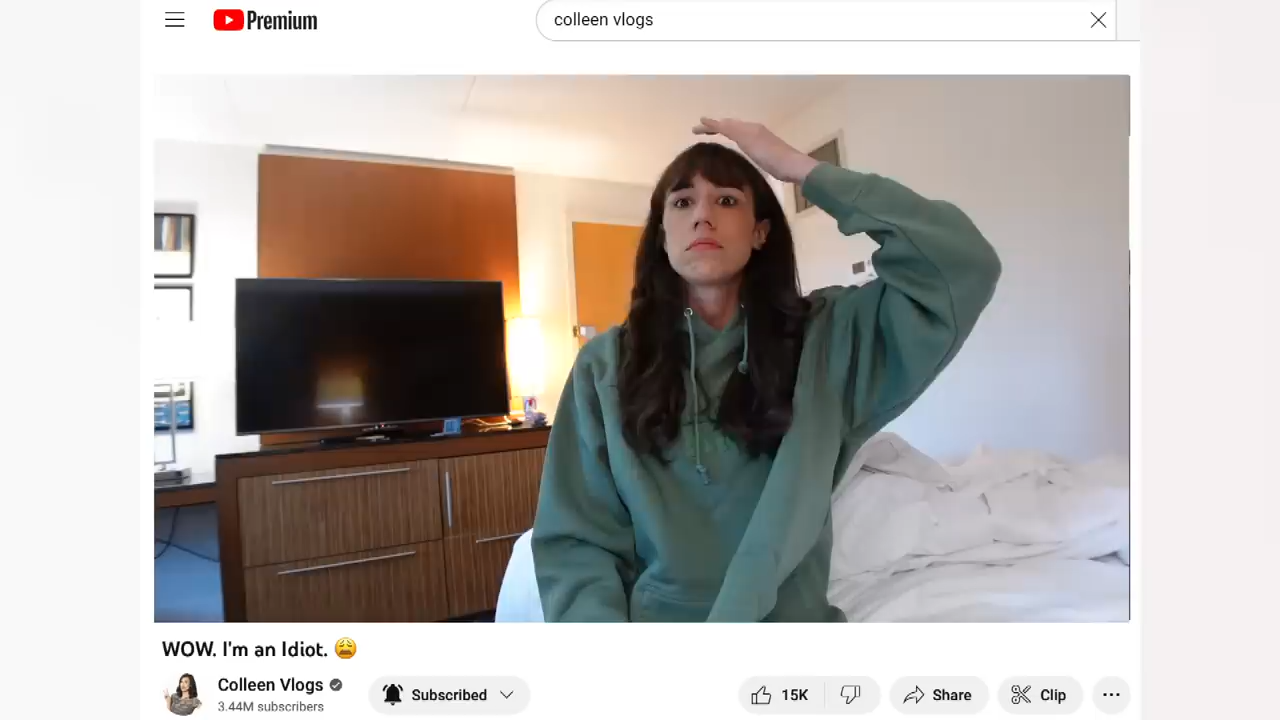 Premium
colleen vlogs
WOW. I'm an Idiot. 😩
Colleen Vlogs
3.44M subscribers
Subscribed
15K
Share
Clip